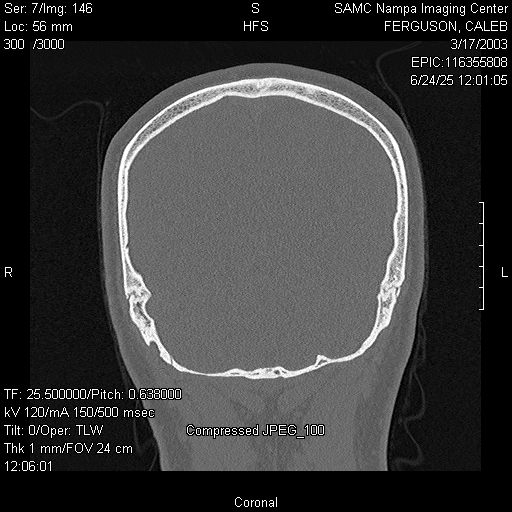 Ser: 7/Img: 146
Loc: 56 mm
300 /3000
S
HFS
SAMC Nampa Imaging Center
FERGUSON, CALEB
3/17/2003
EPIC:116355808
6/24/25 12:01:05
R
L
TF: 25.500000/Pitch: 0.638000
kV 120/mA 150/500 msec
Tilt: 0/Oper: TLW
Thk 1 mm/FOV 24 cm
12:06:01
Compressed JPEG_100
Coronal